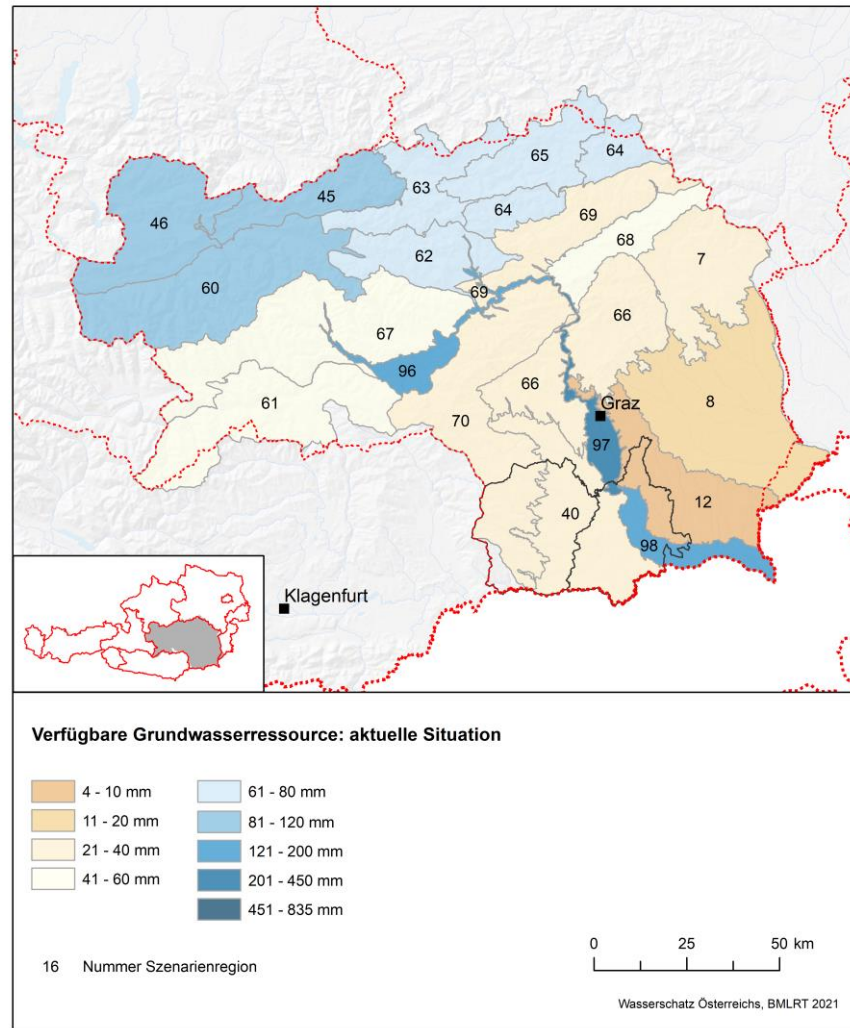 65
64
63
45
46
64
69
62
68
7
60
69
67
66
96
8
66
61
Graz
70
97
12
40
98
Klagenfurt
Verfügbare Grundwasserressource: aktuelle Situation
4 - 10 mm
11 - 20 mm
21 - 40 mm
41 - 60 mm
61 - 80 mm
81 - 120 mm
121 - 200 mm
201 - 450 mm
451 - 835 mm
16 Nummer Szenarienregion
0 25 50 km
Wasserschatz Österreichs, BMLRT 2021